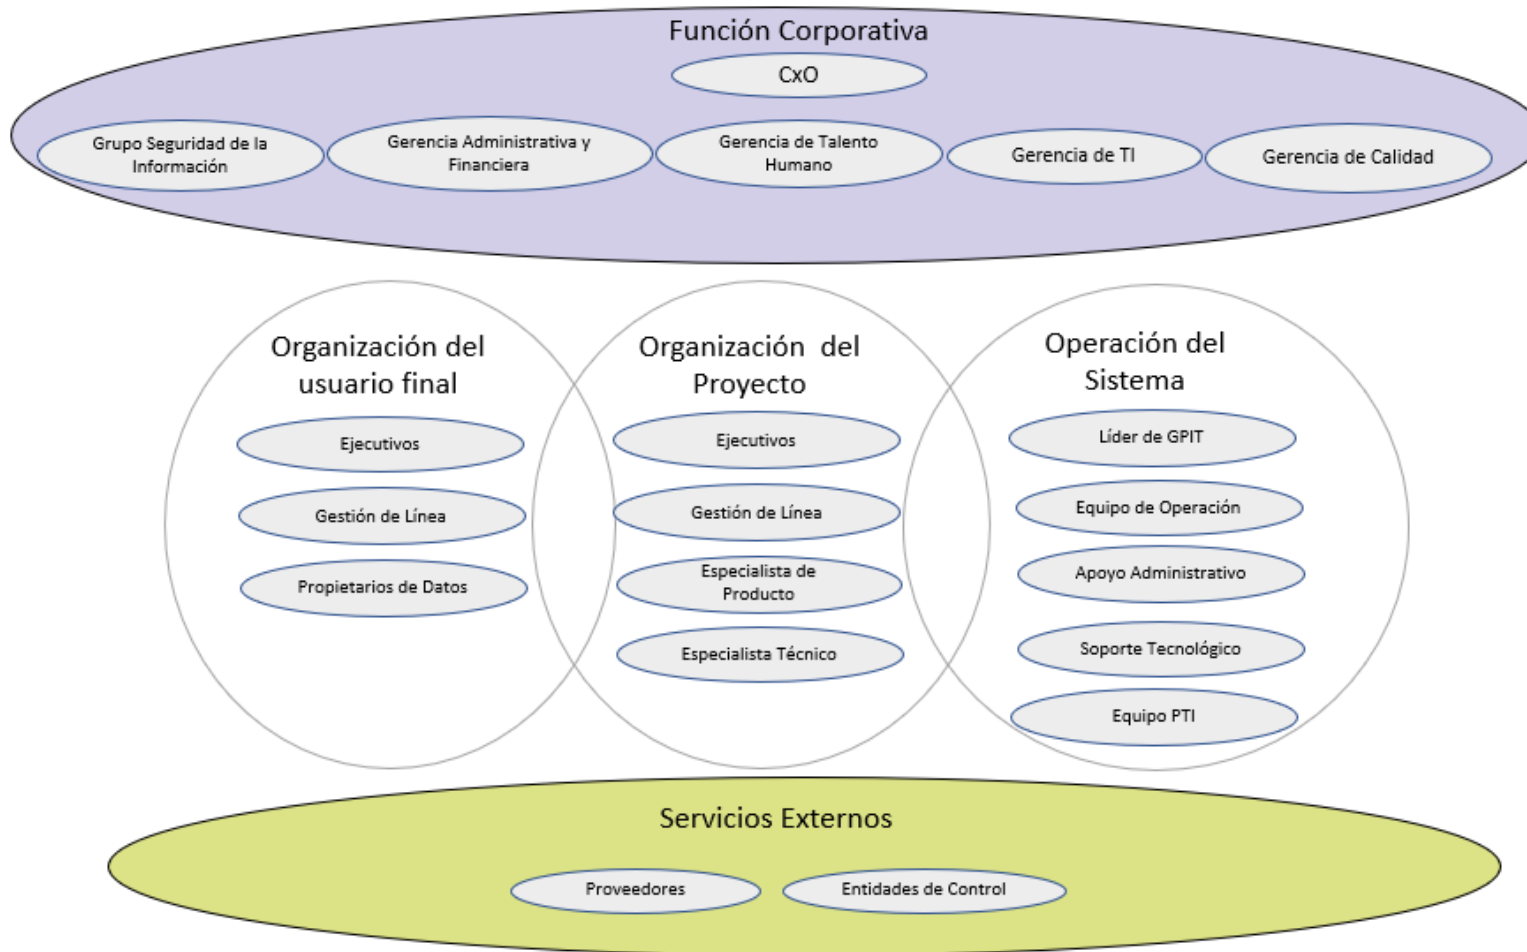 Función Corporativa
CxO
Grupo Seguridad de la
Información
Gerencia Administrativa y
Financiera
Gerencia de Talento
Humano
Gerencia de TI
Gerencia de Calidad
Organización del
usuario final
Ejecutivos
Gestión de Línea
Propietarios de Datos
Organización del
Proyecto
Ejecutivos
Gestión de Línea
Especialista de
Producto
Especialista Técnico
Operación del
Sistema
Líder de GPIT
Equipo de Operación
Apoyo Administrativo
Soporte Tecnológico
Equipo PTI
Servicios Externos
Proveedores
Entidades de Control